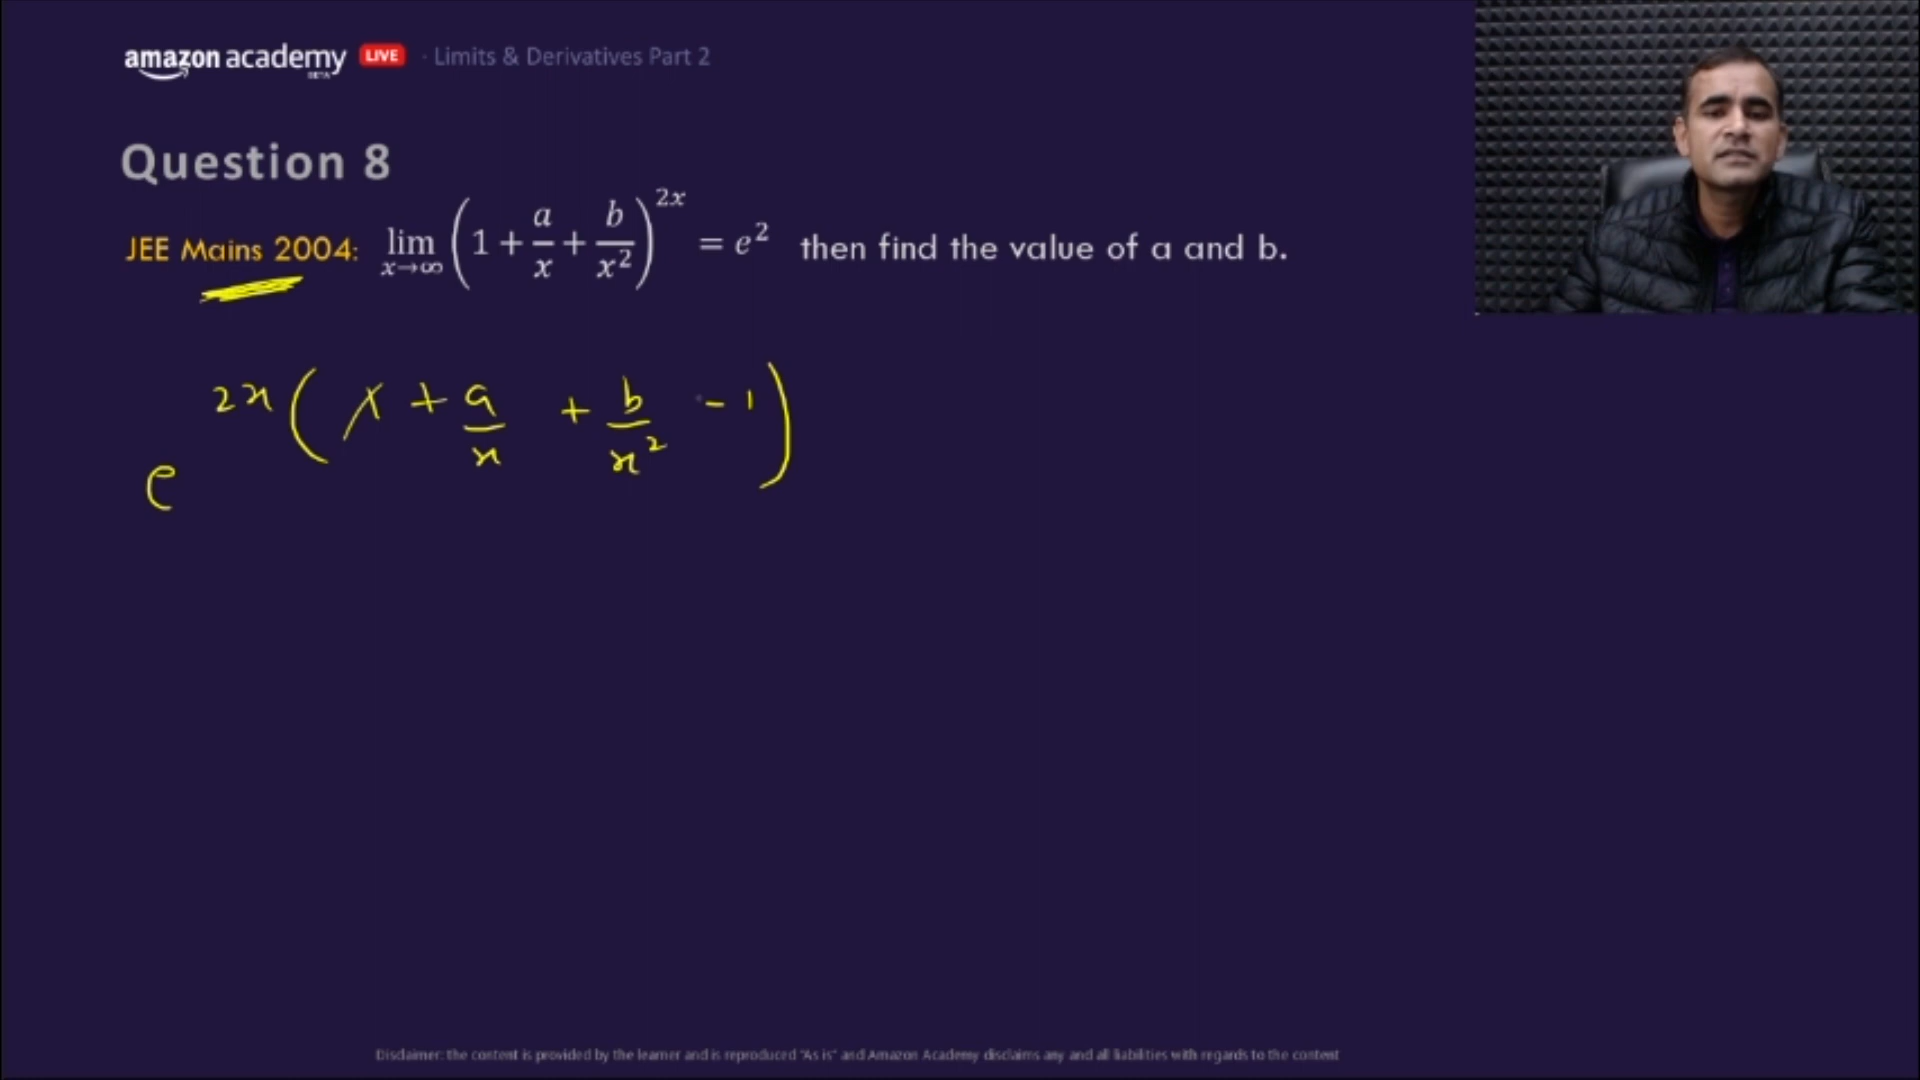 amazon academy LIVE · Limits & Derivatives Part 2
BETA
Question 8
JEE Mains 2004: lim x→∞ (1 + a/x + b/x²)^2x = e² then find the value of a and b.
e^2x (1 + a/x + b/x² - 1)
Disclaimer: the content is provided by the learner and is reproduced "As is" and Amazon Academy disclaims any and all liabilities with regards to the content